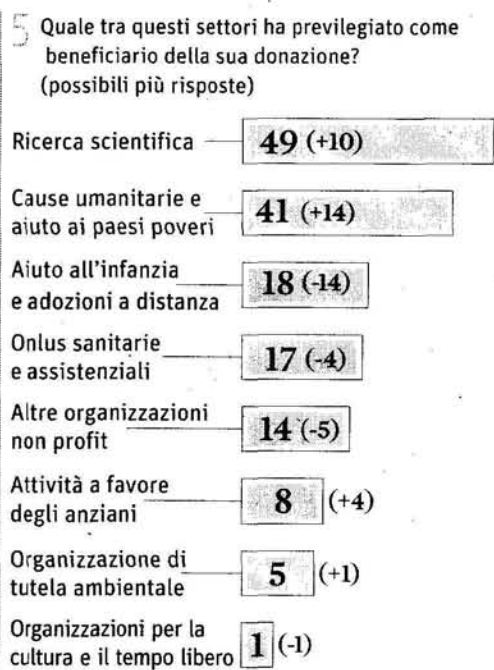 5 Quale tra questi settori ha previlegiato come
beneficiario della sua donazione?
(possibili più risposte)
Ricerca scientifica 49 (+10)
Cause umanitarie e
aiuto ai paesi poveri 41 (+14)
Aiuto all'infanzia
e adozioni a distanza 18 (-14)
Onlus sanitarie
e assistenziali 17 (-4)
Altre organizzazioni
non profit 14 (-5)
Attività a favore
degli anziani 8 (+4)
Organizzazione di
tutela ambientale 5 (+1)
Organizzazioni per la
cultura e il tempo libero 1 (-1)